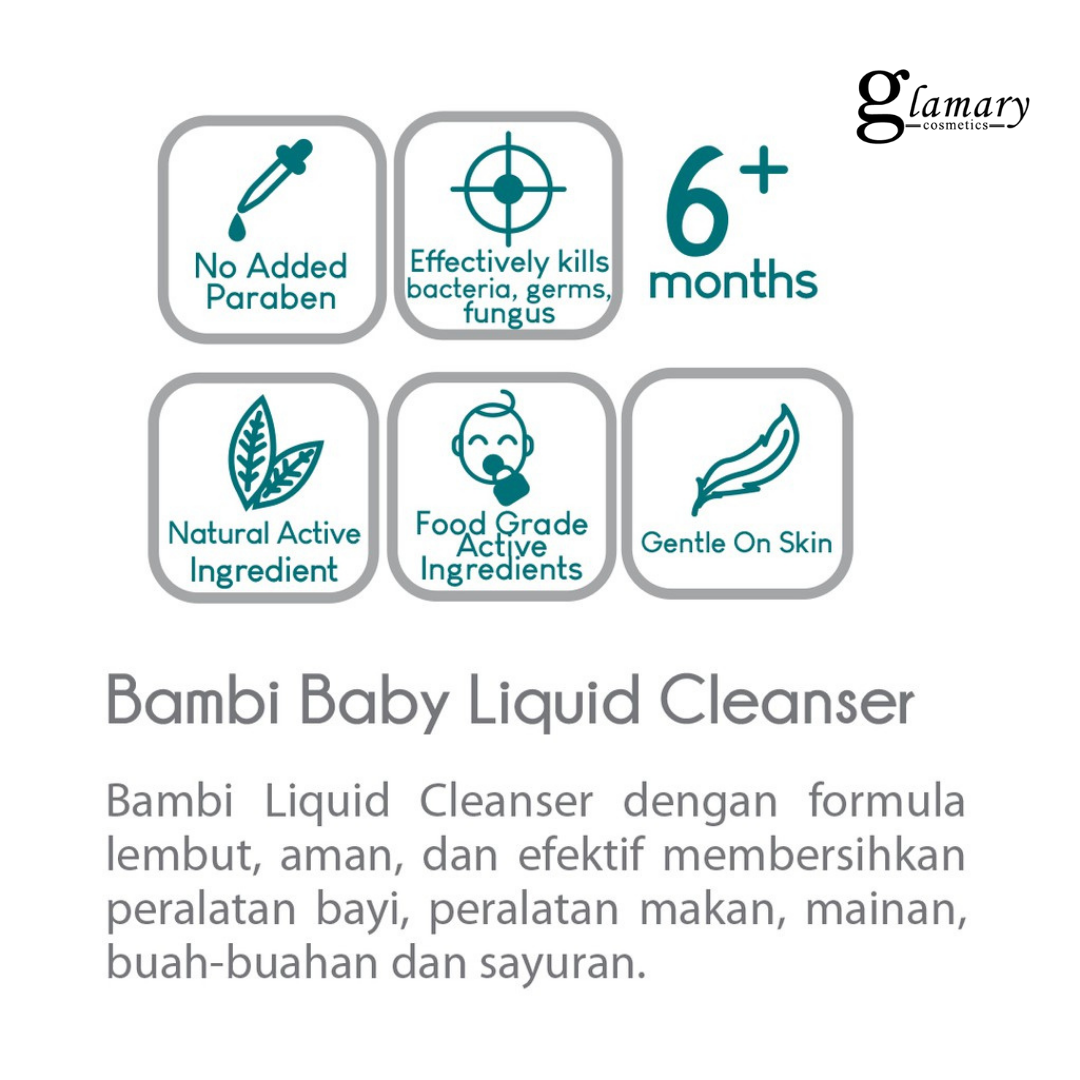 glamary
cosmetics
No Added
Paraben
Effectively kills
bacteria, germs,
fungus
6+
months
Natural Active
Ingredient
Food Grade
Active
Ingredients
Gentle On Skin
Bambi Baby Liquid Cleanser
Bambi Liquid Cleanser dengan formula
lembut, aman, dan efektif membersihkan
peralatan bayi, peralatan makan, mainan,
buah-buahan dan sayuran.